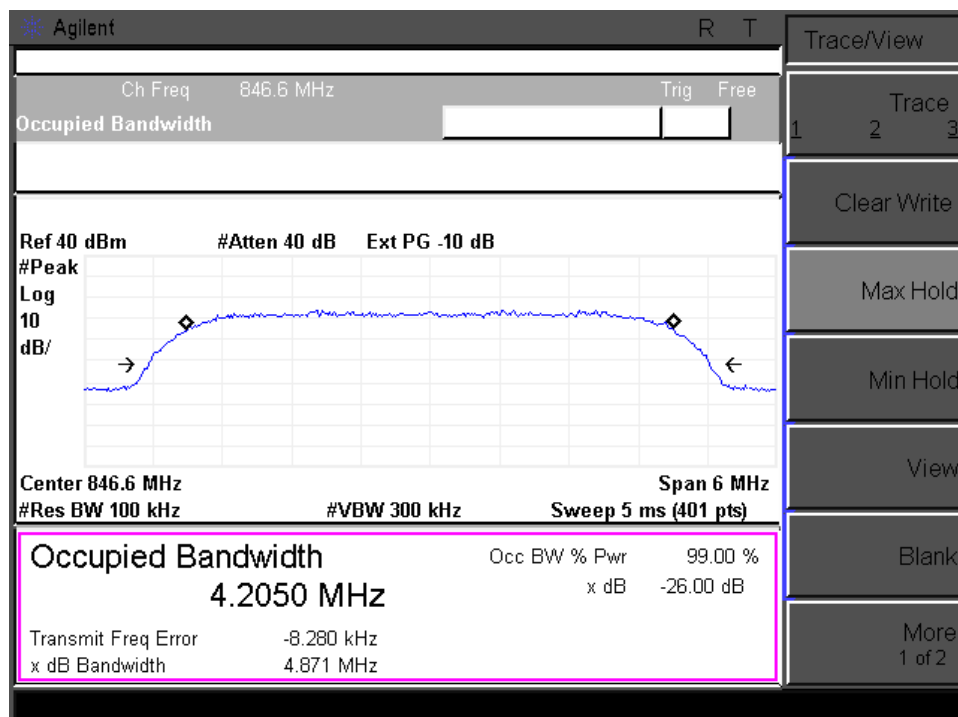 Agilent R T
Trace/View
Ch Freq 846.6 MHz Trig Free
Occupied Bandwidth
Trace
1 2 3
Clear Write
Ref 40 dBm #Atten 40 dB Ext PG -10 dB
#Peak
Log
10
dB/
Max Hold
Min Hold
View
Center 846.6 MHz Span 6 MHz
#Res BW 100 kHz #VBW 300 kHz Sweep 5 ms (401 pts)
Occupied Bandwidth
4.2050 MHz
Occ BW % Pwr 99.00 %
x dB -26.00 dB
Transmit Freq Error -8.280 kHz
x dB Bandwidth 4.871 MHz
Blank
More
1 of 2